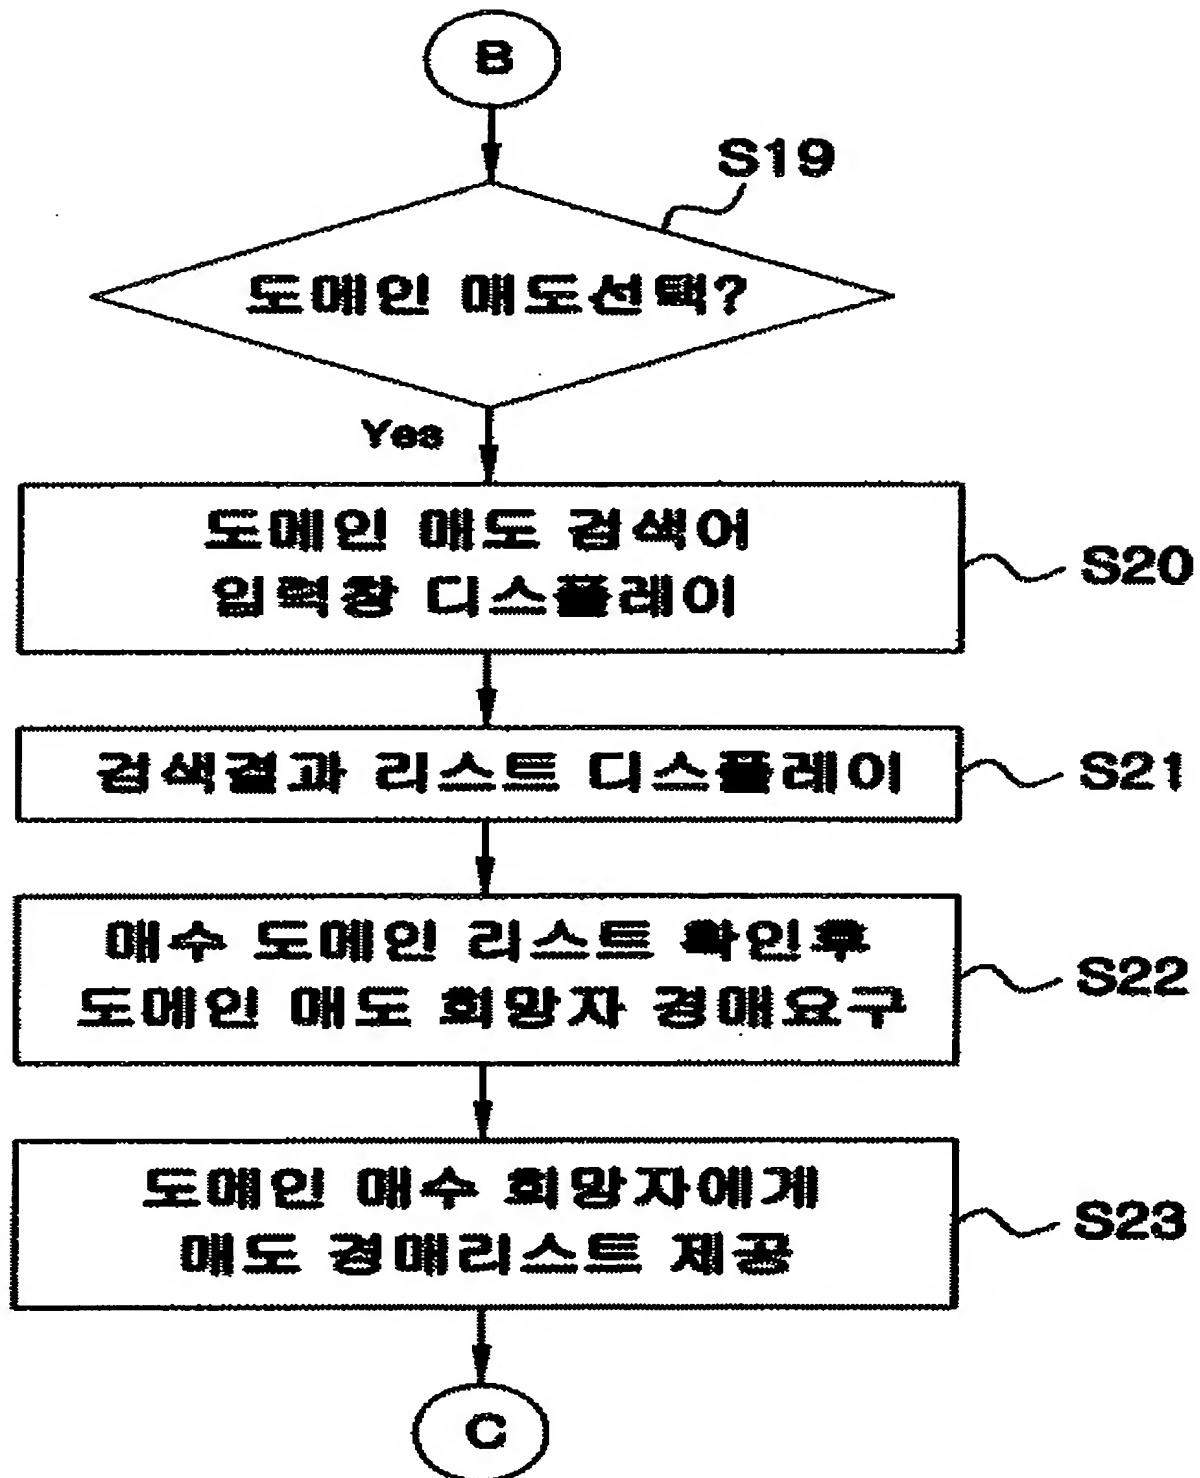 B
S19
도메인 매도선택?
Yes
도메인 매도 검색어
입력창 디스플레이
S20
검색결과 리스트 디스플레이
S21
매수 도메인 리스트 확인후
도메인 매도 희망자 경매요구
S22
도메인 매수 희망자에게
매도 경매리스트 제공
S23
C